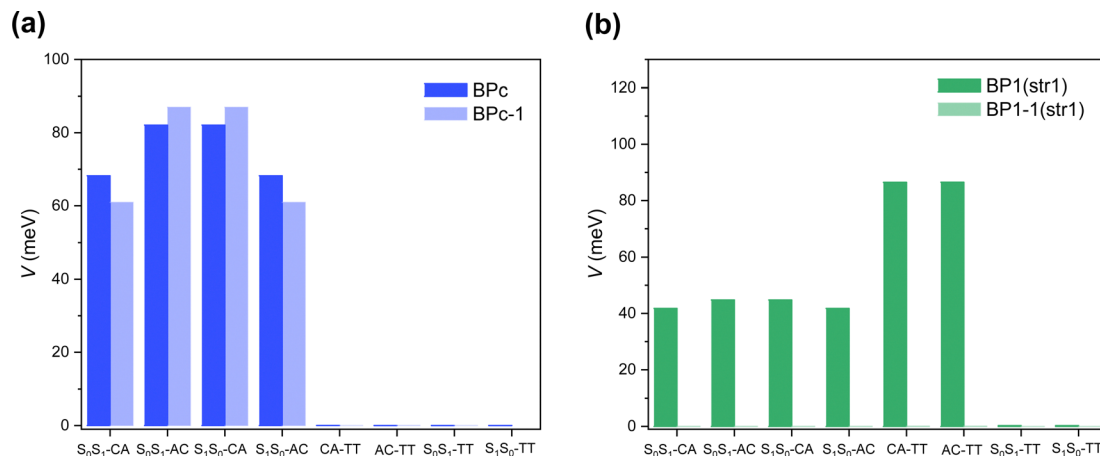 (a)
100
80
60
40
20
0
V (meV)
BPc
BPc-1
S₀S₁-CA S₀S₁-AC S₁S₀-CA S₁S₀-AC CA-TT AC-TT S₀S₁-TT S₁S₀-TT
(b)
120
100
80
60
40
20
0
V (meV)
BP1(str1)
BP1-1(str1)
S₀S₁-CA S₀S₁-AC S₁S₀-CA S₁S₀-AC CA-TT AC-TT S₀S₁-TT S₁S₀-TT